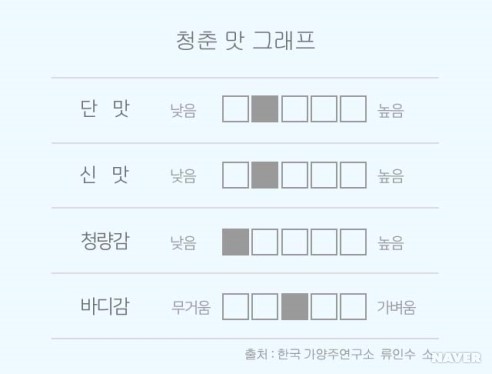 청춘 맛 그래프
단 맛 낮음 높음
신 맛 낮음 높음
청량감 낮음 높음
바디감 무거움 가벼움
출처 : 한국 가양주연구소 류인수 소
NAVER